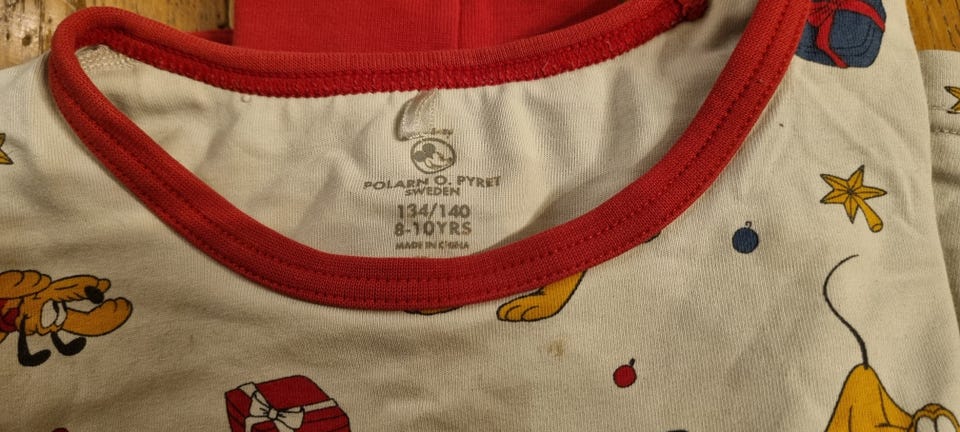 POLARN O. PYRET
SWEDEN
134/140
8-10YRS
MADE IN CHINA